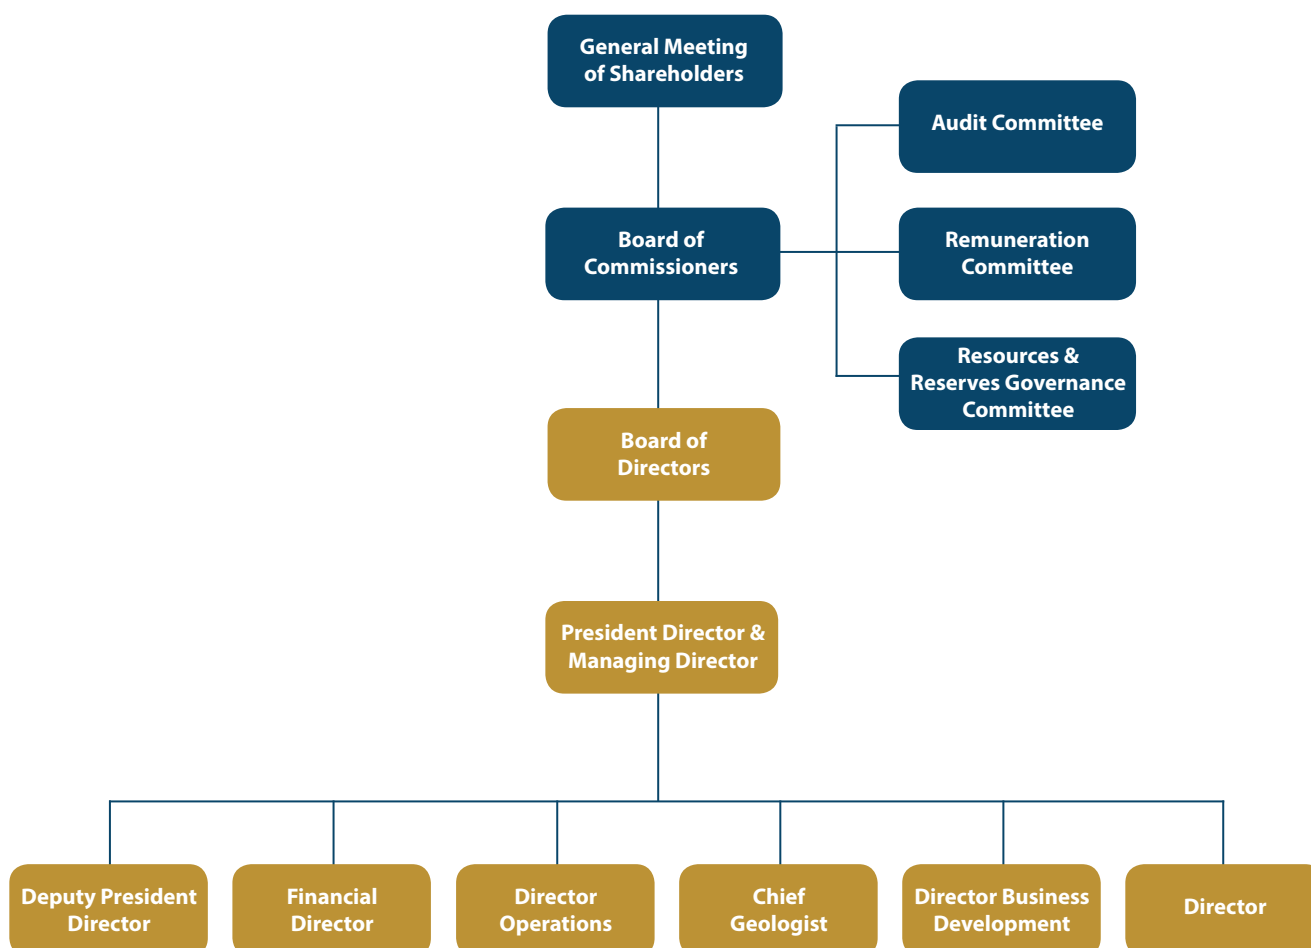 General Meeting
of Shareholders
Audit Committee
Board of
Commissioners
Remuneration
Committee
Resources &
Reserves Governance
Committee
Board of
Directors
President Director &
Managing Director
Deputy President
Director
Financial
Director
Director
Operations
Chief
Geologist
Director Business
Development
Director